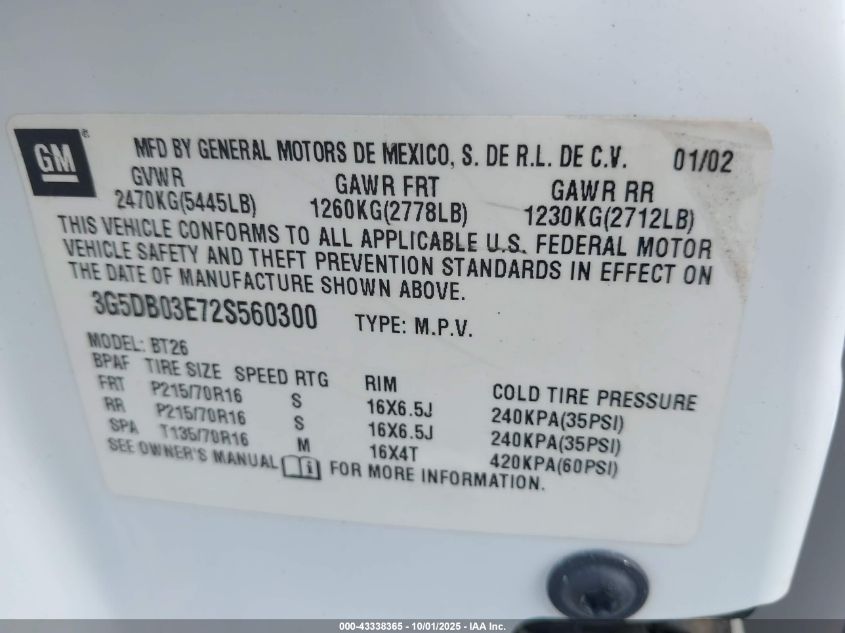 GM ®
MFD BY GENERAL MOTORS DE MEXICO, S. DE R.L. DE C.V. 01/02
GVWR GAWR FRT GAWR RR
2470KG(5445LB) 1260KG(2778LB) 1230KG(2712LB)
THIS VEHICLE CONFORMS TO ALL APPLICABLE U.S. FEDERAL MOTOR
VEHICLE SAFETY AND THEFT PREVENTION STANDARDS IN EFFECT ON
THE DATE OF MANUFACTURE SHOWN ABOVE.
3G5DB03E72S560300 TYPE: M.P.V.
MODEL: BT26
BPAF TIRE SIZE SPEED RTG RIM COLD TIRE PRESSURE
FRT P215/70R16 S 16X6.5J 240KPA(35PSI)
RR P215/70R16 S 16X6.5J 240KPA(35PSI)
SPA T135/70R16 M 16X4T 420KPA(60PSI)
SEE OWNER'S MANUAL i FOR MORE INFORMATION.
000-43338365 - 10/01/2025 - IAA Inc.